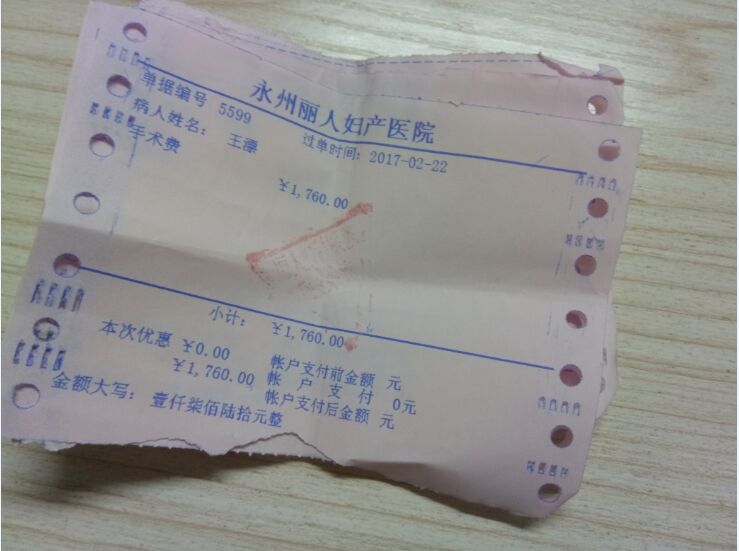 永州丽人妇产医院
单据编号 5599
过单时间: 2017-02-22
病人姓名: 王漂
手术费 ¥1,760.00
小计: ¥1,760.00
本次优惠 ¥0.00 帐户支付前金额 元
¥1,760.00 帐户支付 0元
帐户支付后金额 元
金额大写: 壹仟柒佰陆拾元整